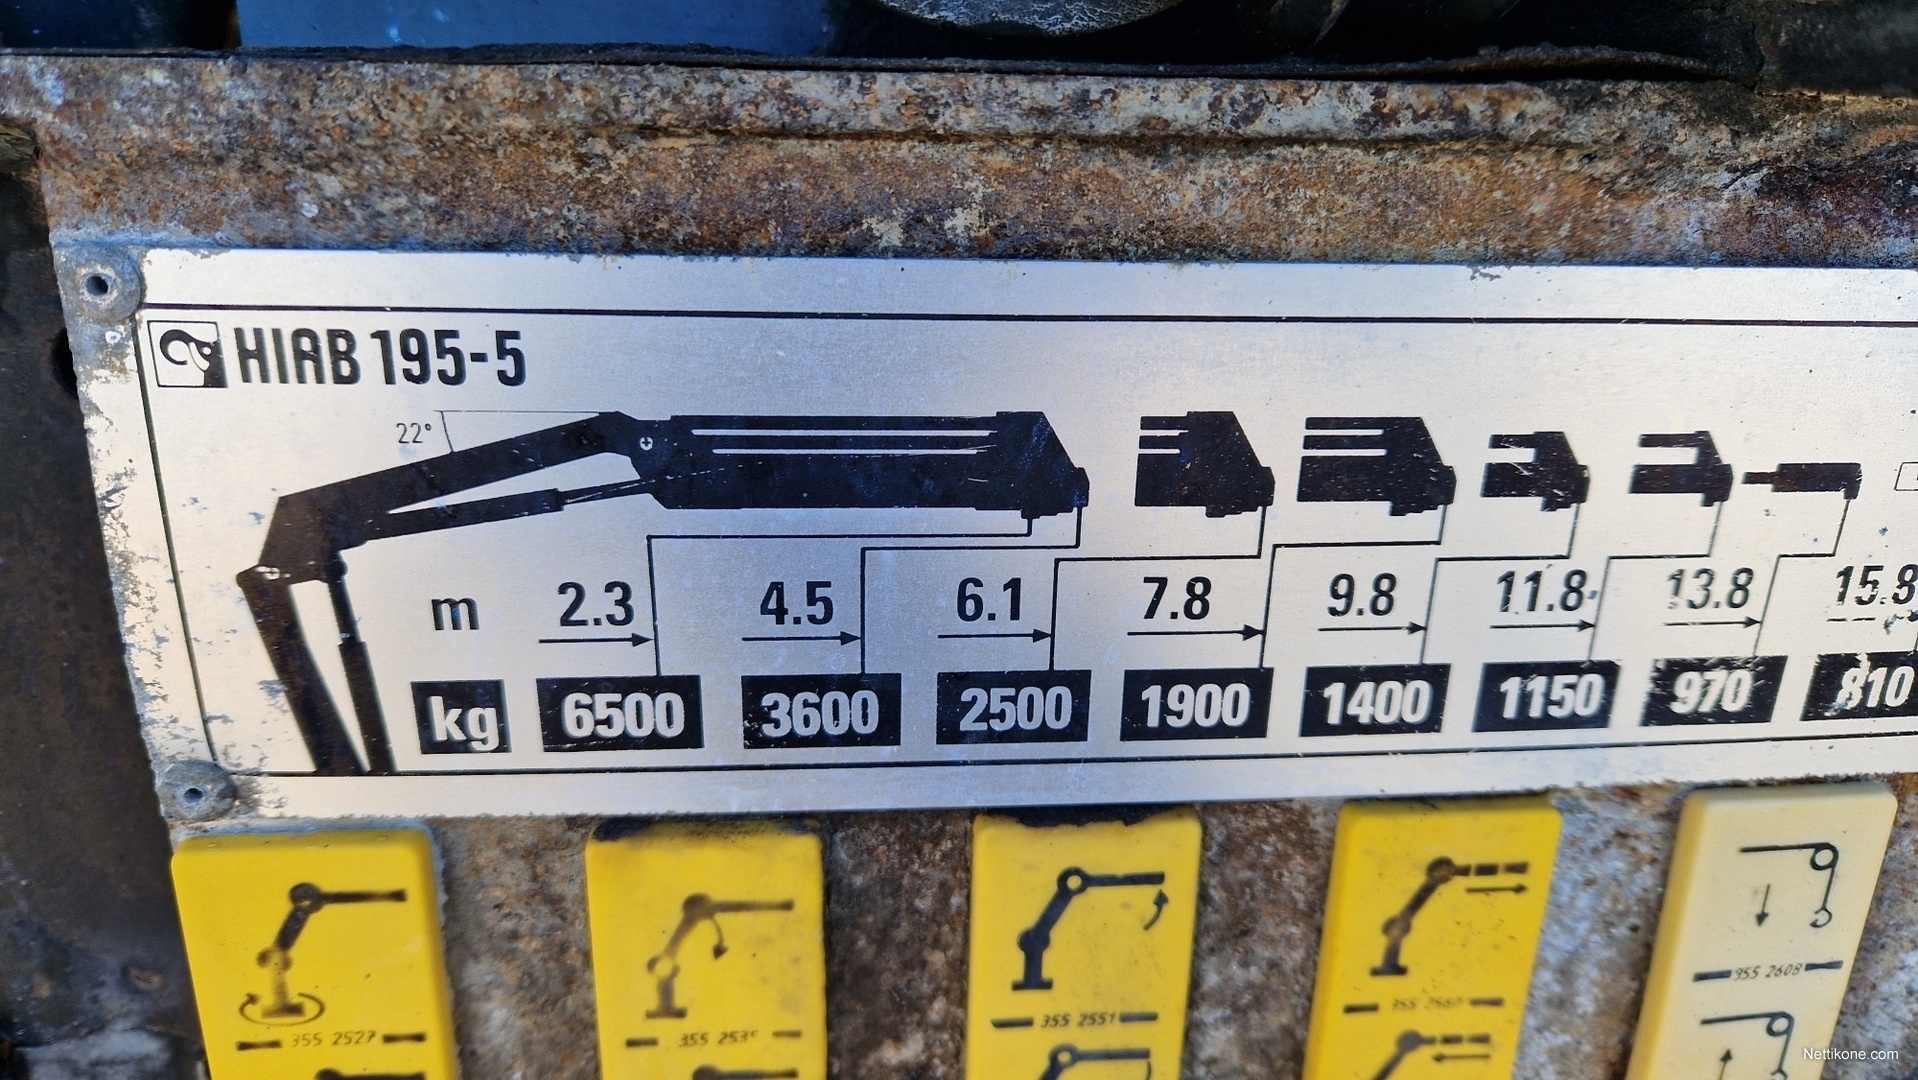 HIAB 195-5
22°
m 2.3 4.5 6.1 7.8 9.8 11.8 13.8 15.8
kg 6500 3600 2500 1900 1400 1150 970 810
355 2527
355 2551
955 2608
Nettikone.com